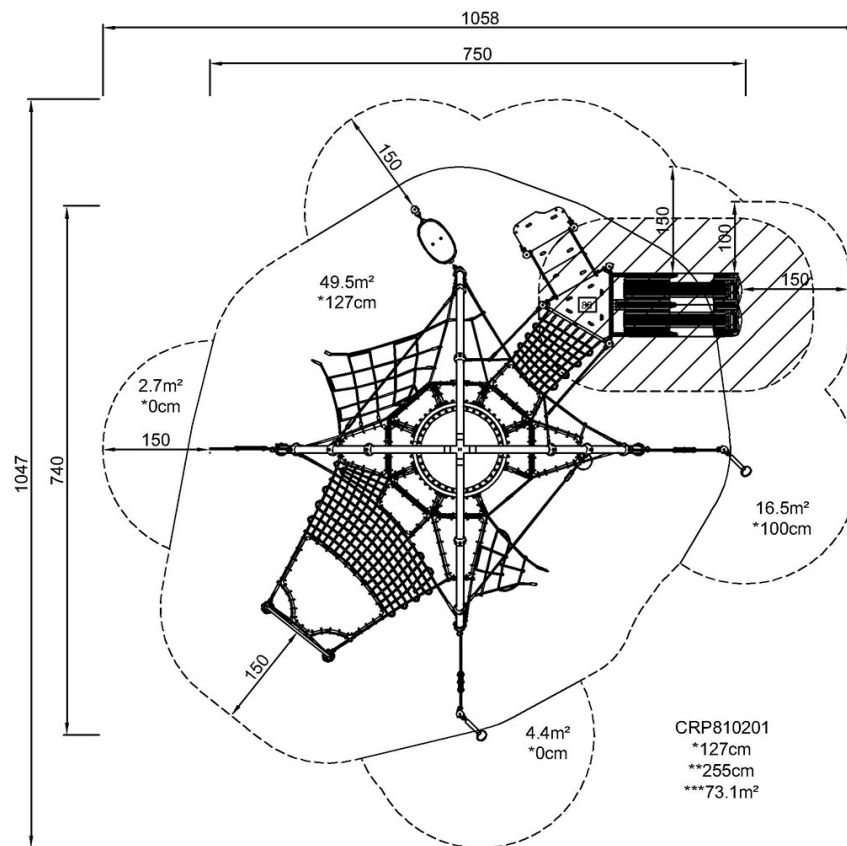 1058
750
150
150
100
49.5m²
*127cm
150
2.7m²
*0cm
150
1047
740
16.5m²
*100cm
150
4.4m²
*0cm
CRP810201
*127cm
**255cm
***73.1m²